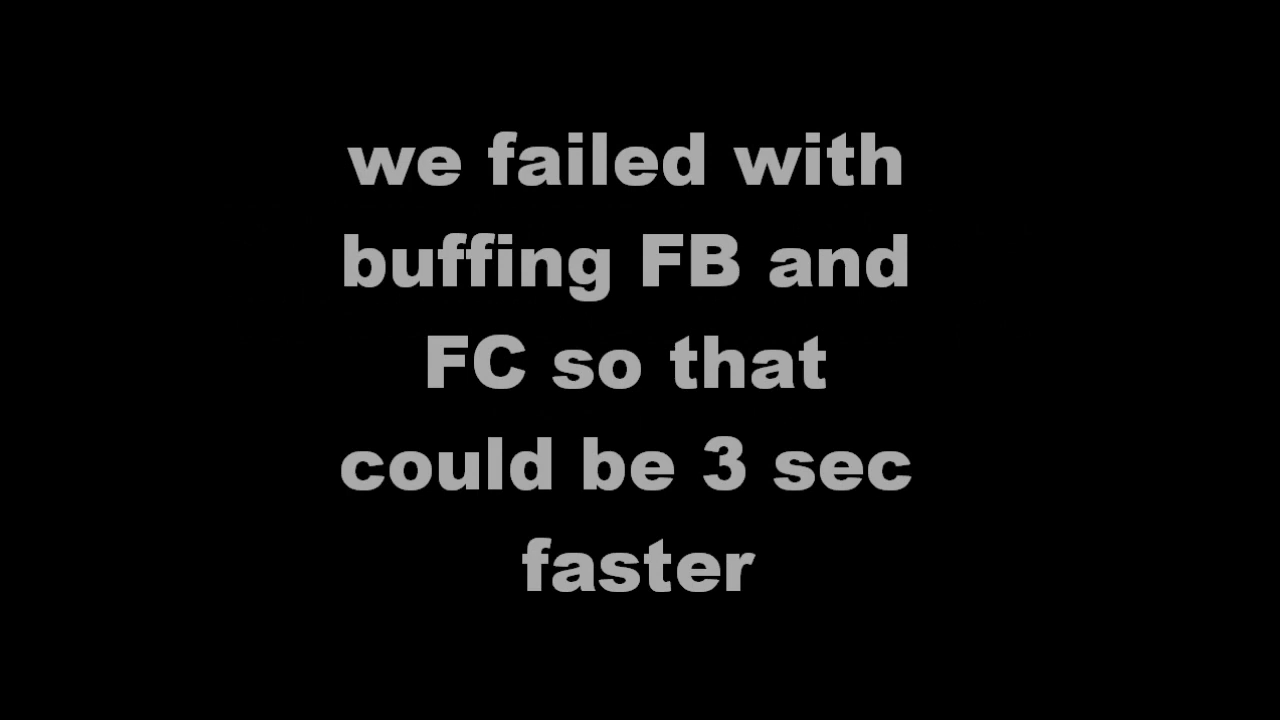 we failed with
buffing FB and
FC so that
could be 3 sec
faster